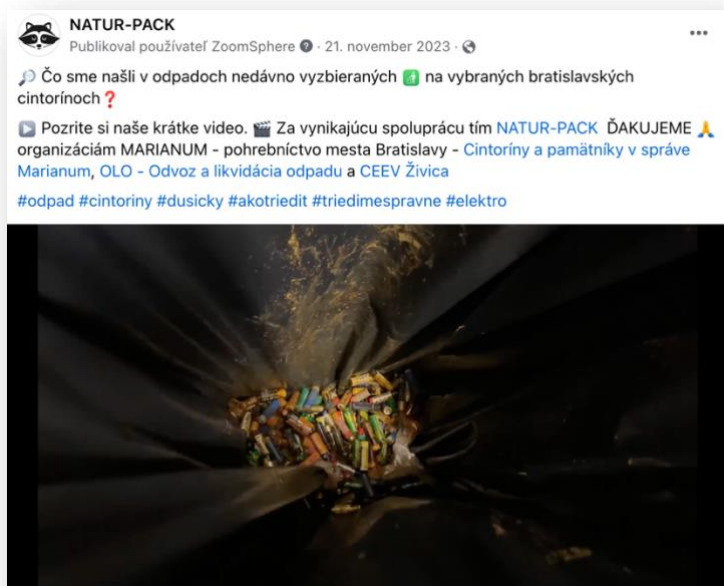 NATUR-PACK
Publikoval používateľ ZoomSphere · 21. november 2023 ·
🔎 Čo sme našli v odpadoch nedávno vyzbieraných 🚮 na vybraných bratislavských
cintorínoch❓
▶️ Pozrite si naše krátke video. 🎬 Za vynikajúcu spoluprácu tím NATUR-PACK ĎAKUJEME 🙏
organizáciám MARIANUM - pohrebníctvo mesta Bratislavy - Cintoríny a pamätníky v správe
Marianum, OLO - Odvoz a likvidácia odpadu a CEEV Živica
#odpad #cintoriny #dusicky #akotriedit #triedimespravne #elektro